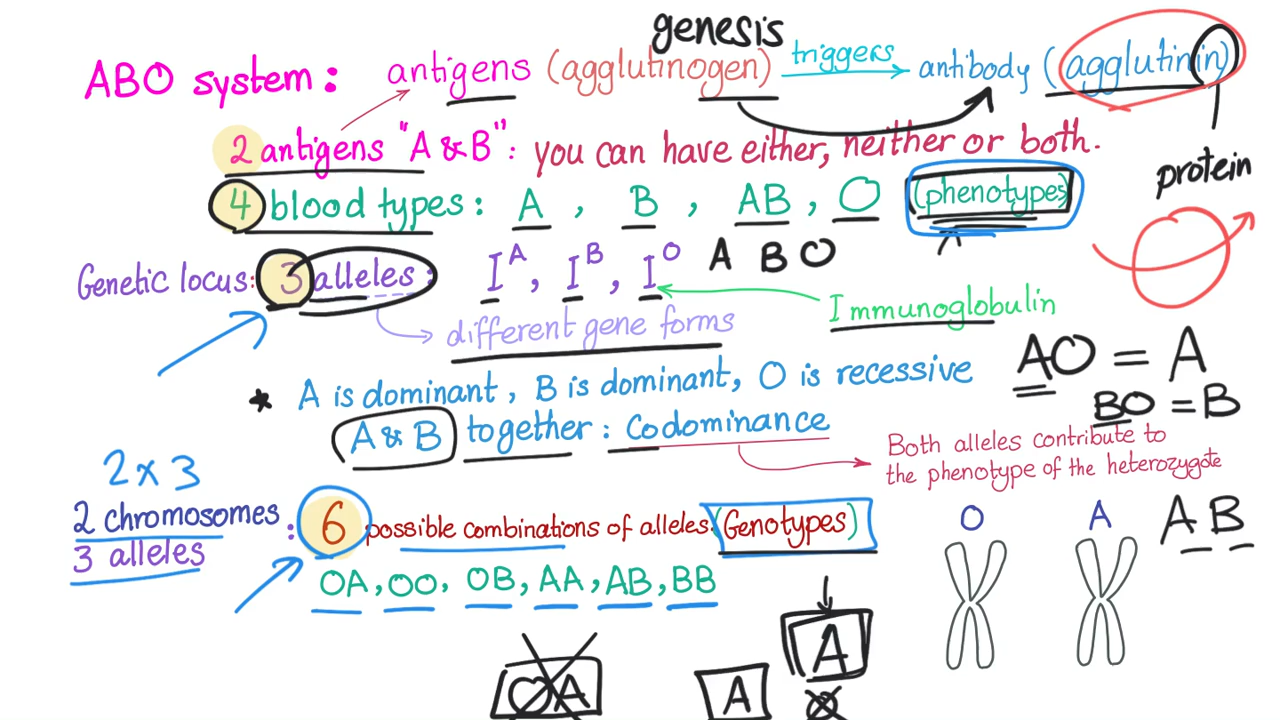 genesis
ABO system: antigens (agglutinogen) triggers antibody (agglutinin)
2 antigens "A & B": you can have either, neither or both.
protein
4 blood types: A, B, AB, O (phenotypes)
Genetic locus: 3 alleles: I^A, I^B, I^O A B O
Immunoglobulin
different gene forms
AO = A
* A is dominant, B is dominant, O is recessive
BO = B
A & B together: Codominance
Both alleles contribute to
the phenotype of the heterozygote
2 x 3
2 chromosomes
3 alleles
: 6 possible combinations of alleles: (Genotypes)
O A AB
OA, OO, OB, AA, AB, BB
A
OA A O